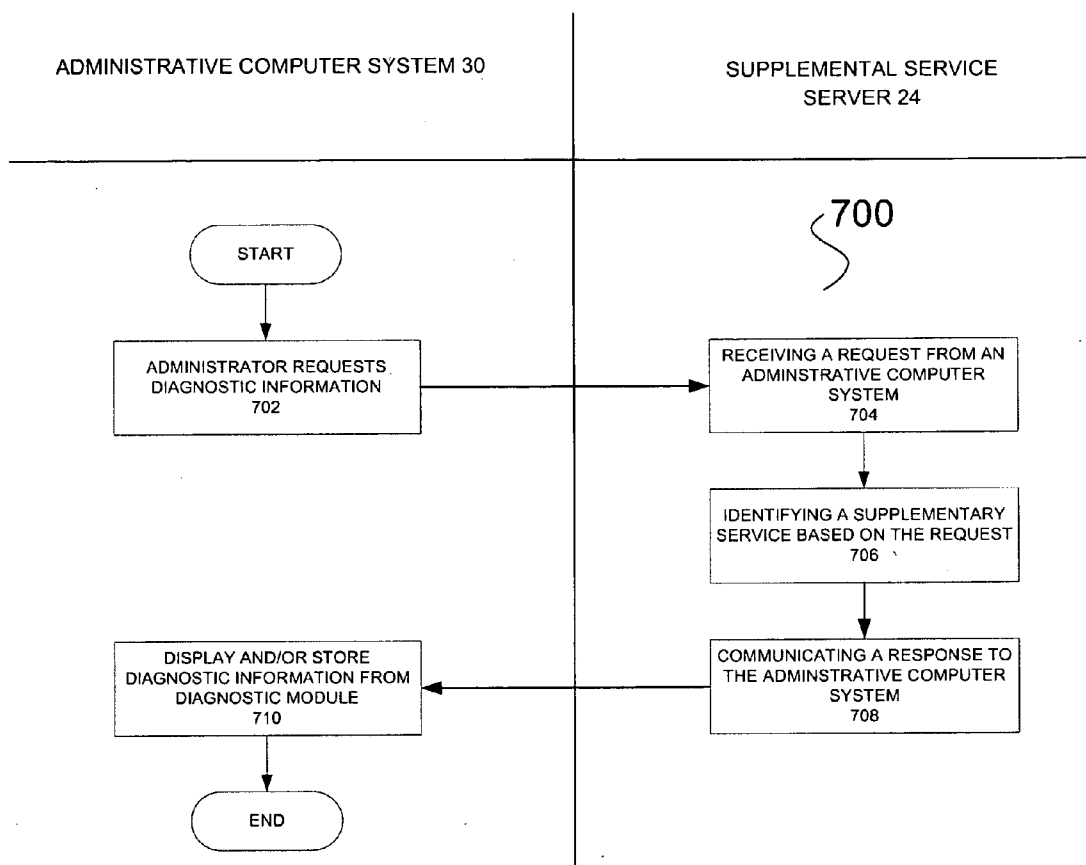 ADMINISTRATIVE COMPUTER SYSTEM 30
SUPPLEMENTAL SERVICE
SERVER 24
700
START
ADMINISTRATOR REQUESTS
DIAGNOSTIC INFORMATION
702
RECEIVING A REQUEST FROM AN
ADMINSTRATIVE COMPUTER
SYSTEM
704
IDENTIFYING A SUPPLEMENTARY
SERVICE BASED ON THE REQUEST
706
COMMUNICATING A RESPONSE TO
THE ADMINSTRATIVE COMPUTER
SYSTEM
708
DISPLAY AND/OR STORE
DIAGNOSTIC INFORMATION FROM
DIAGNOSTIC MODULE
710
END